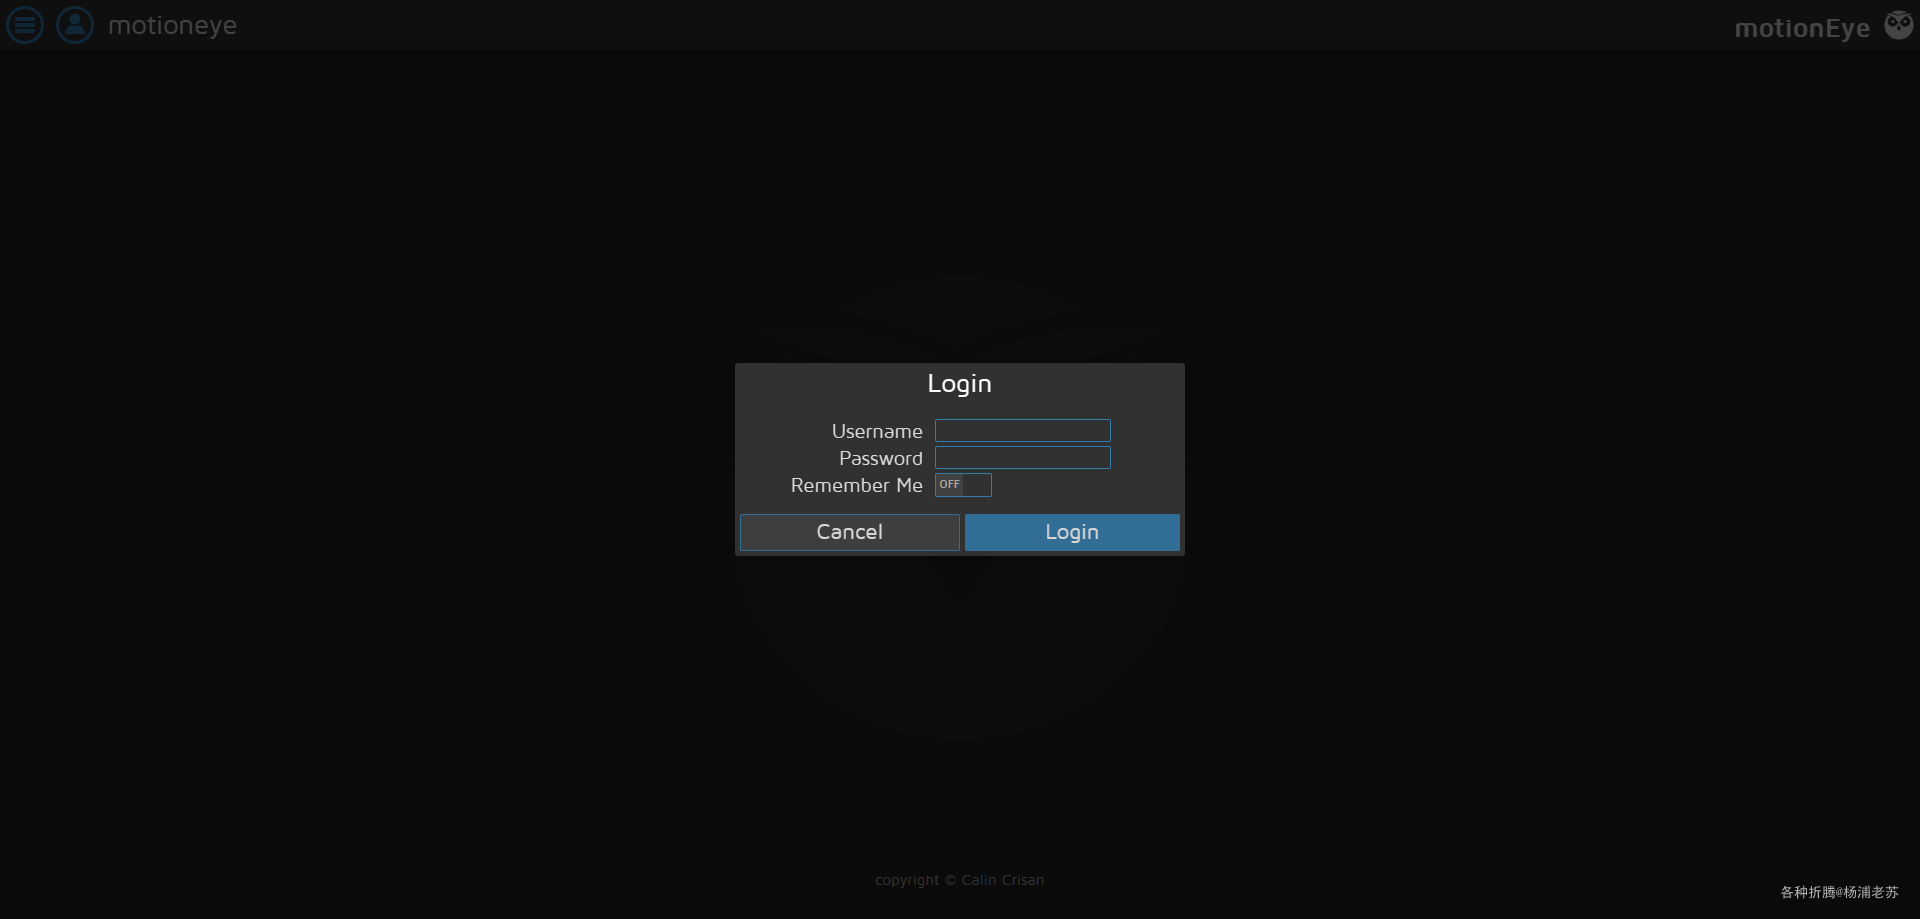 motioneye
motionEye
Login
Username
Password
Remember Me
OFF
Cancel
Login
copyright © Calin Crisan
各种折腾@杨浦老苏